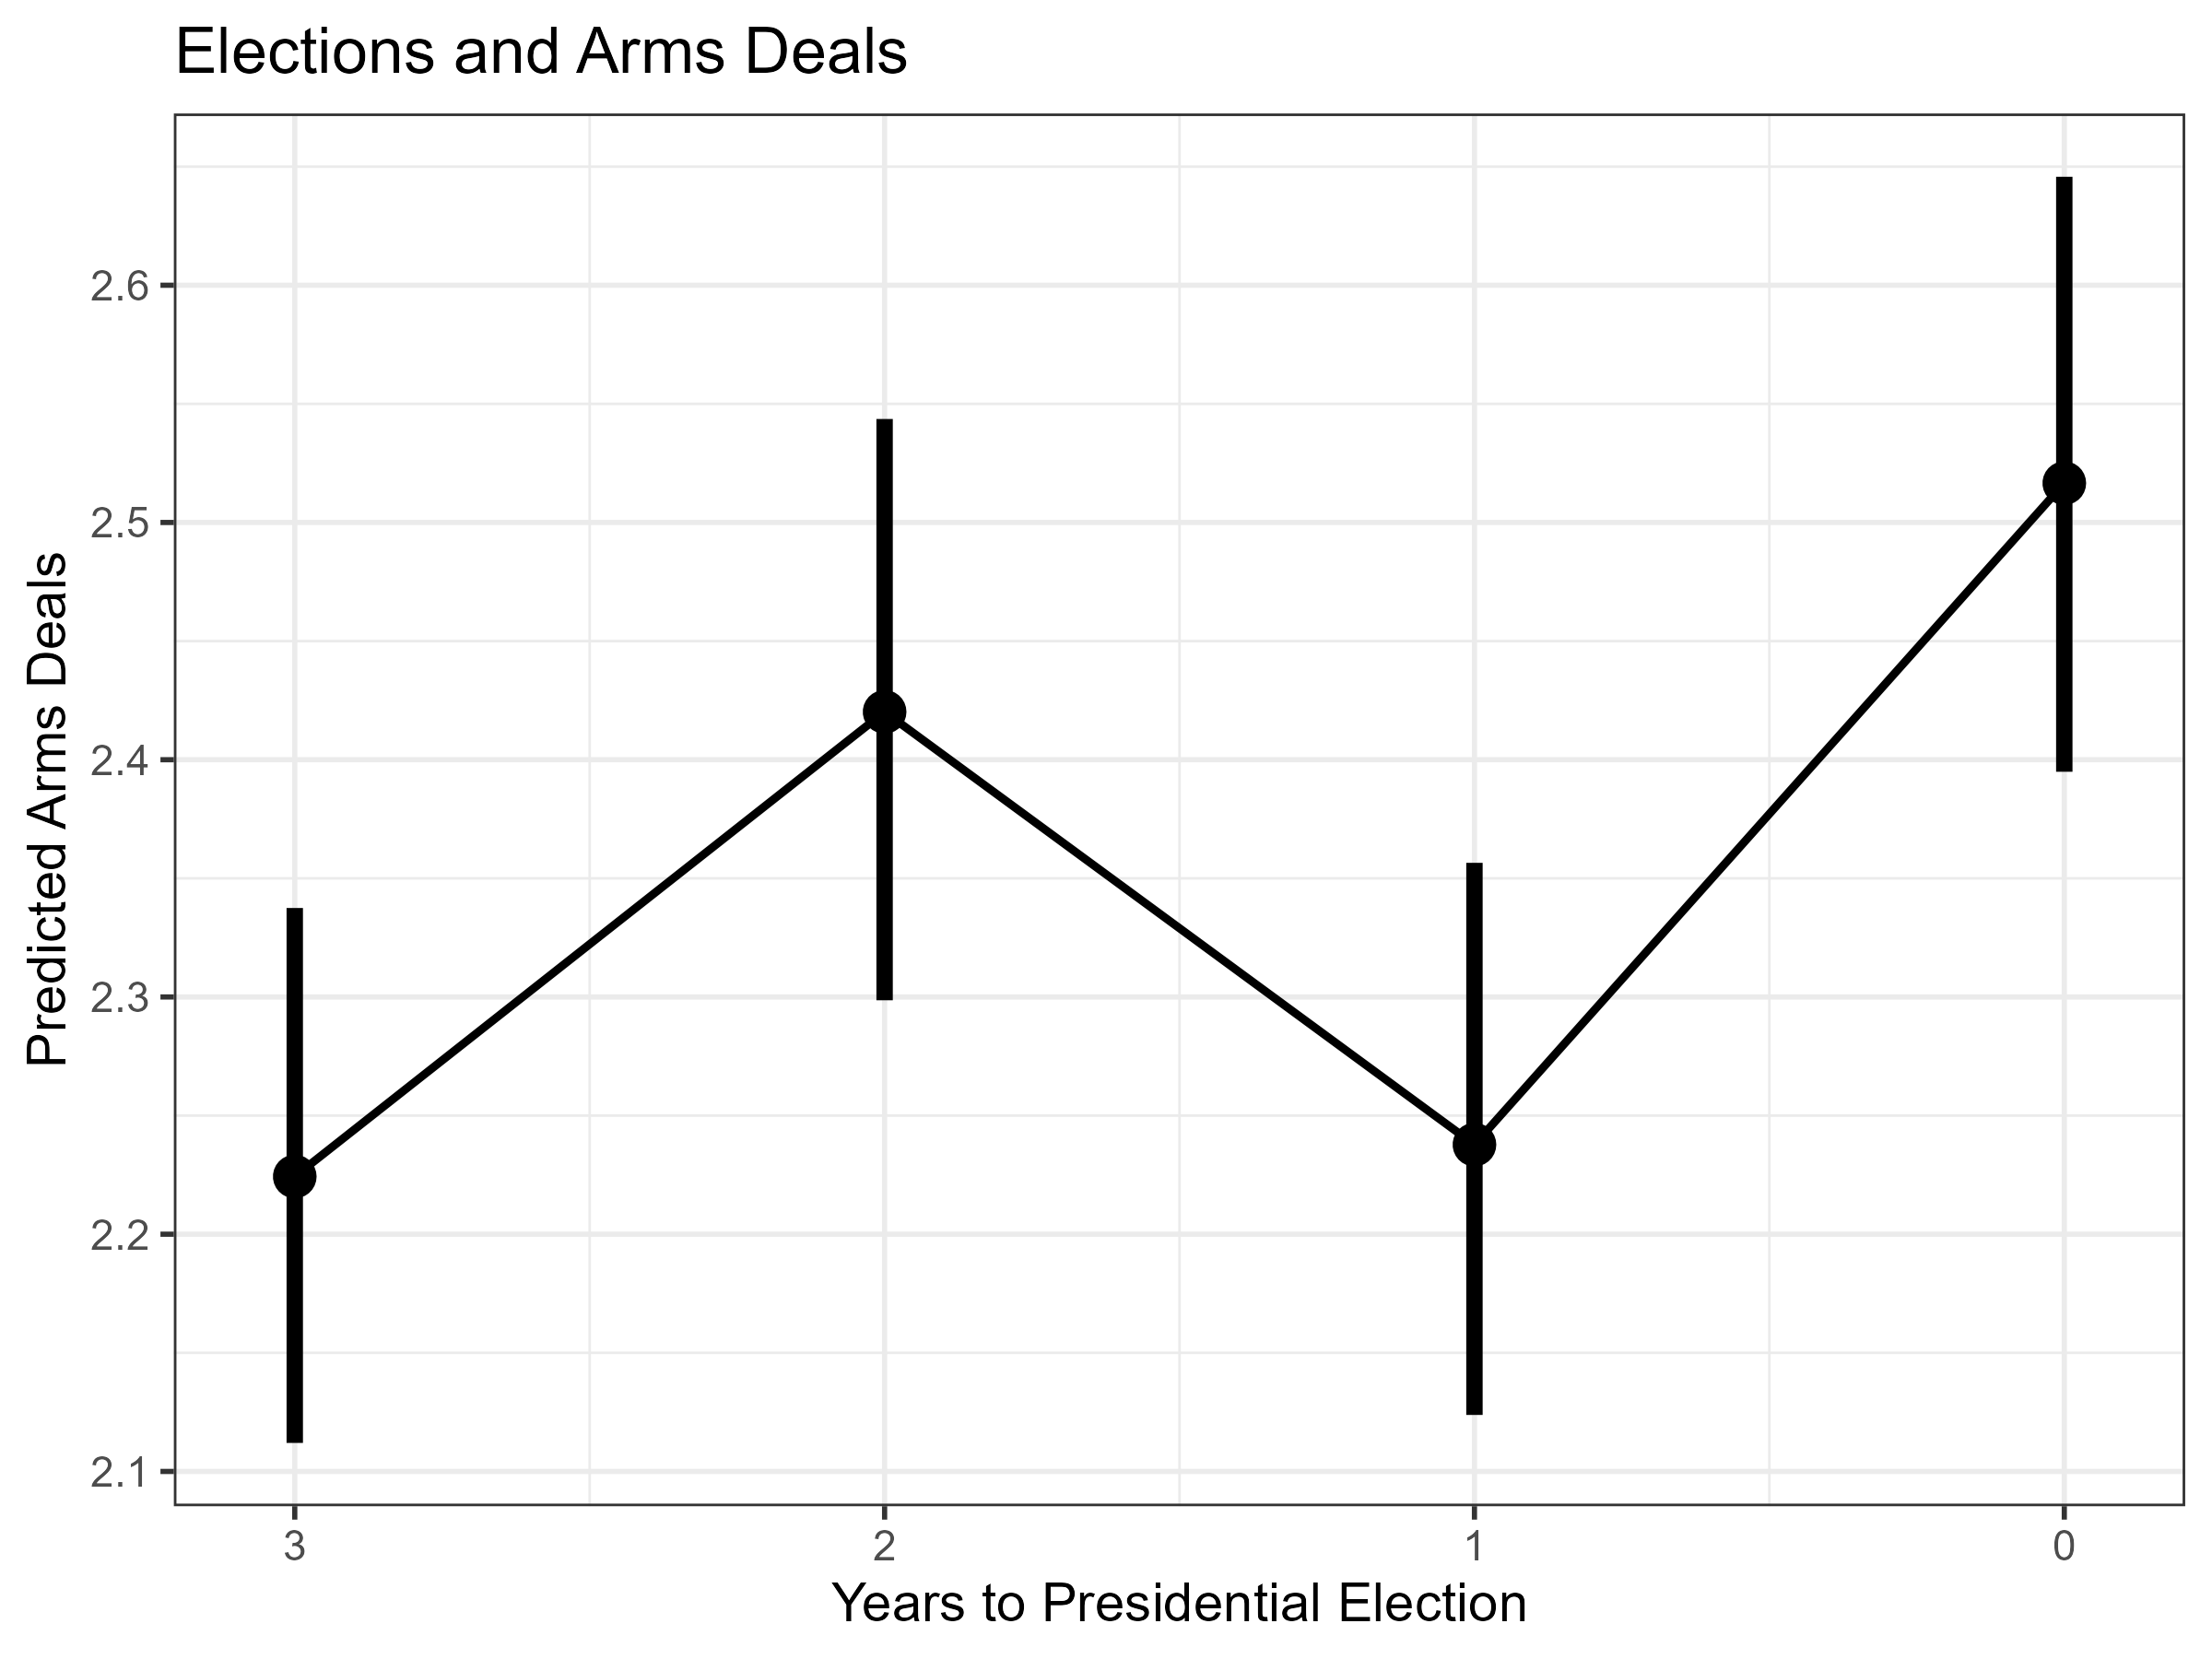 Elections and Arms Deals
Predicted Arms Deals
2.6
2.5
2.4
2.3
2.2
2.1
3 2 1 0
Years to Presidential Election